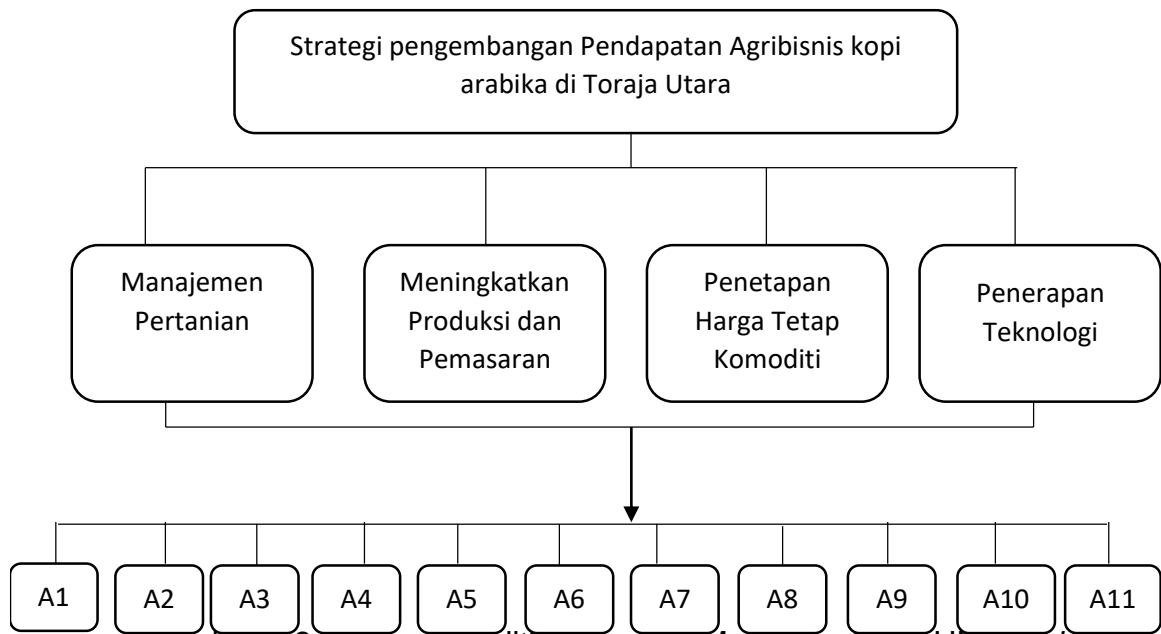 Strategi pengembangan Pendapatan Agribisnis kopi
arabika di Toraja Utara
Manajemen
Pertanian
Meningkatkan
Produksi dan
Pemasaran
Penetapan
Harga Tetap
Komoditi
Penerapan
Teknologi
A1
A2
A3
A4
A5
A6
A7
A8
A9
A10
A11